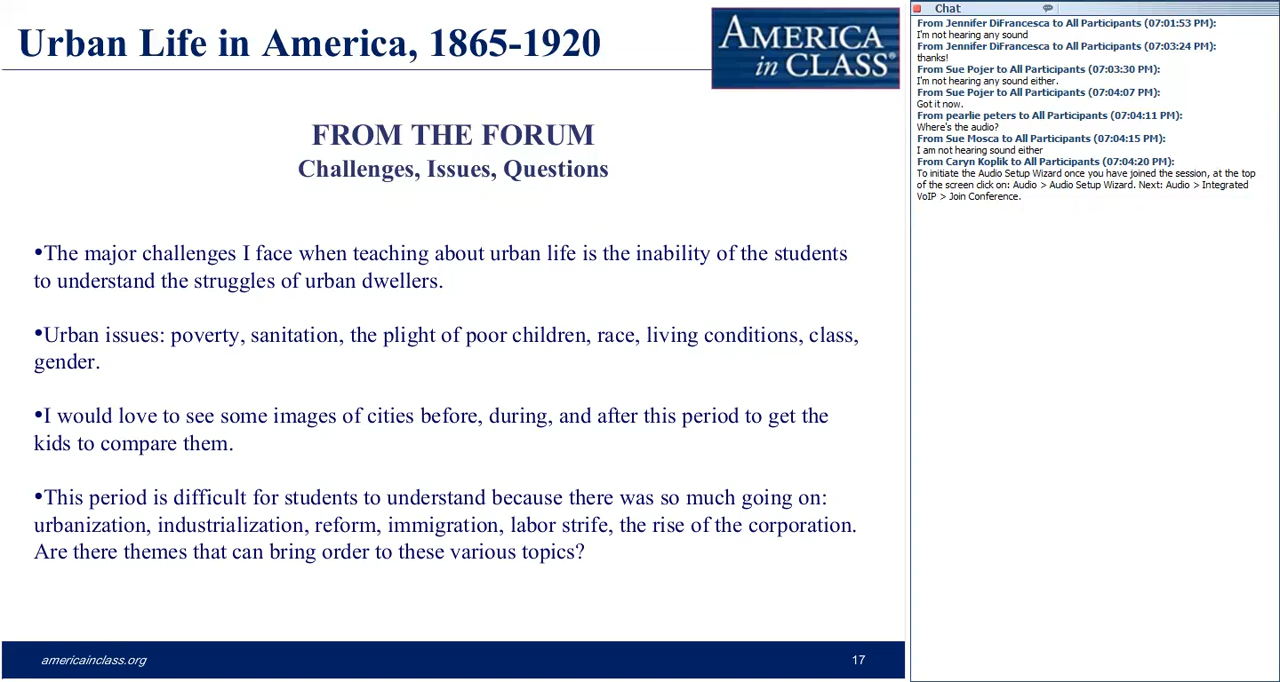 Urban Life in America, 1865-1920
AMERICA
in CLASS®
FROM THE FORUM
Challenges, Issues, Questions
•The major challenges I face when teaching about urban life is the inability of the students
to understand the struggles of urban dwellers.
•Urban issues: poverty, sanitation, the plight of poor children, race, living conditions, class,
gender.
•I would love to see some images of cities before, during, and after this period to get the
kids to compare them.
•This period is difficult for students to understand because there was so much going on:
urbanization, industrialization, reform, immigration, labor strife, the rise of the corporation.
Are there themes that can bring order to these various topics?
americainclass.org
17
Chat
From Jennifer DiFrancesca to All Participants (07:01:53 PM):
I'm not hearing any sound
From Jennifer DiFrancesca to All Participants (07:03:24 PM):
thanks!
From Sue Pojer to All Participants (07:03:30 PM):
I'm not hearing any sound either.
From Sue Pojer to All Participants (07:04:07 PM):
Got it now.
From pearlie peters to All Participants (07:04:11 PM):
Where's the audio?
From Sue Mosca to All Participants (07:04:15 PM):
I am not hearing sound either
From Caryn Koplik to All Participants (07:04:20 PM):
To initiate the Audio Setup Wizard once you have joined the session, at the top
of the screen click on: Audio > Audio Setup Wizard. Next: Audio > Integrated
VoIP > Join Conference.